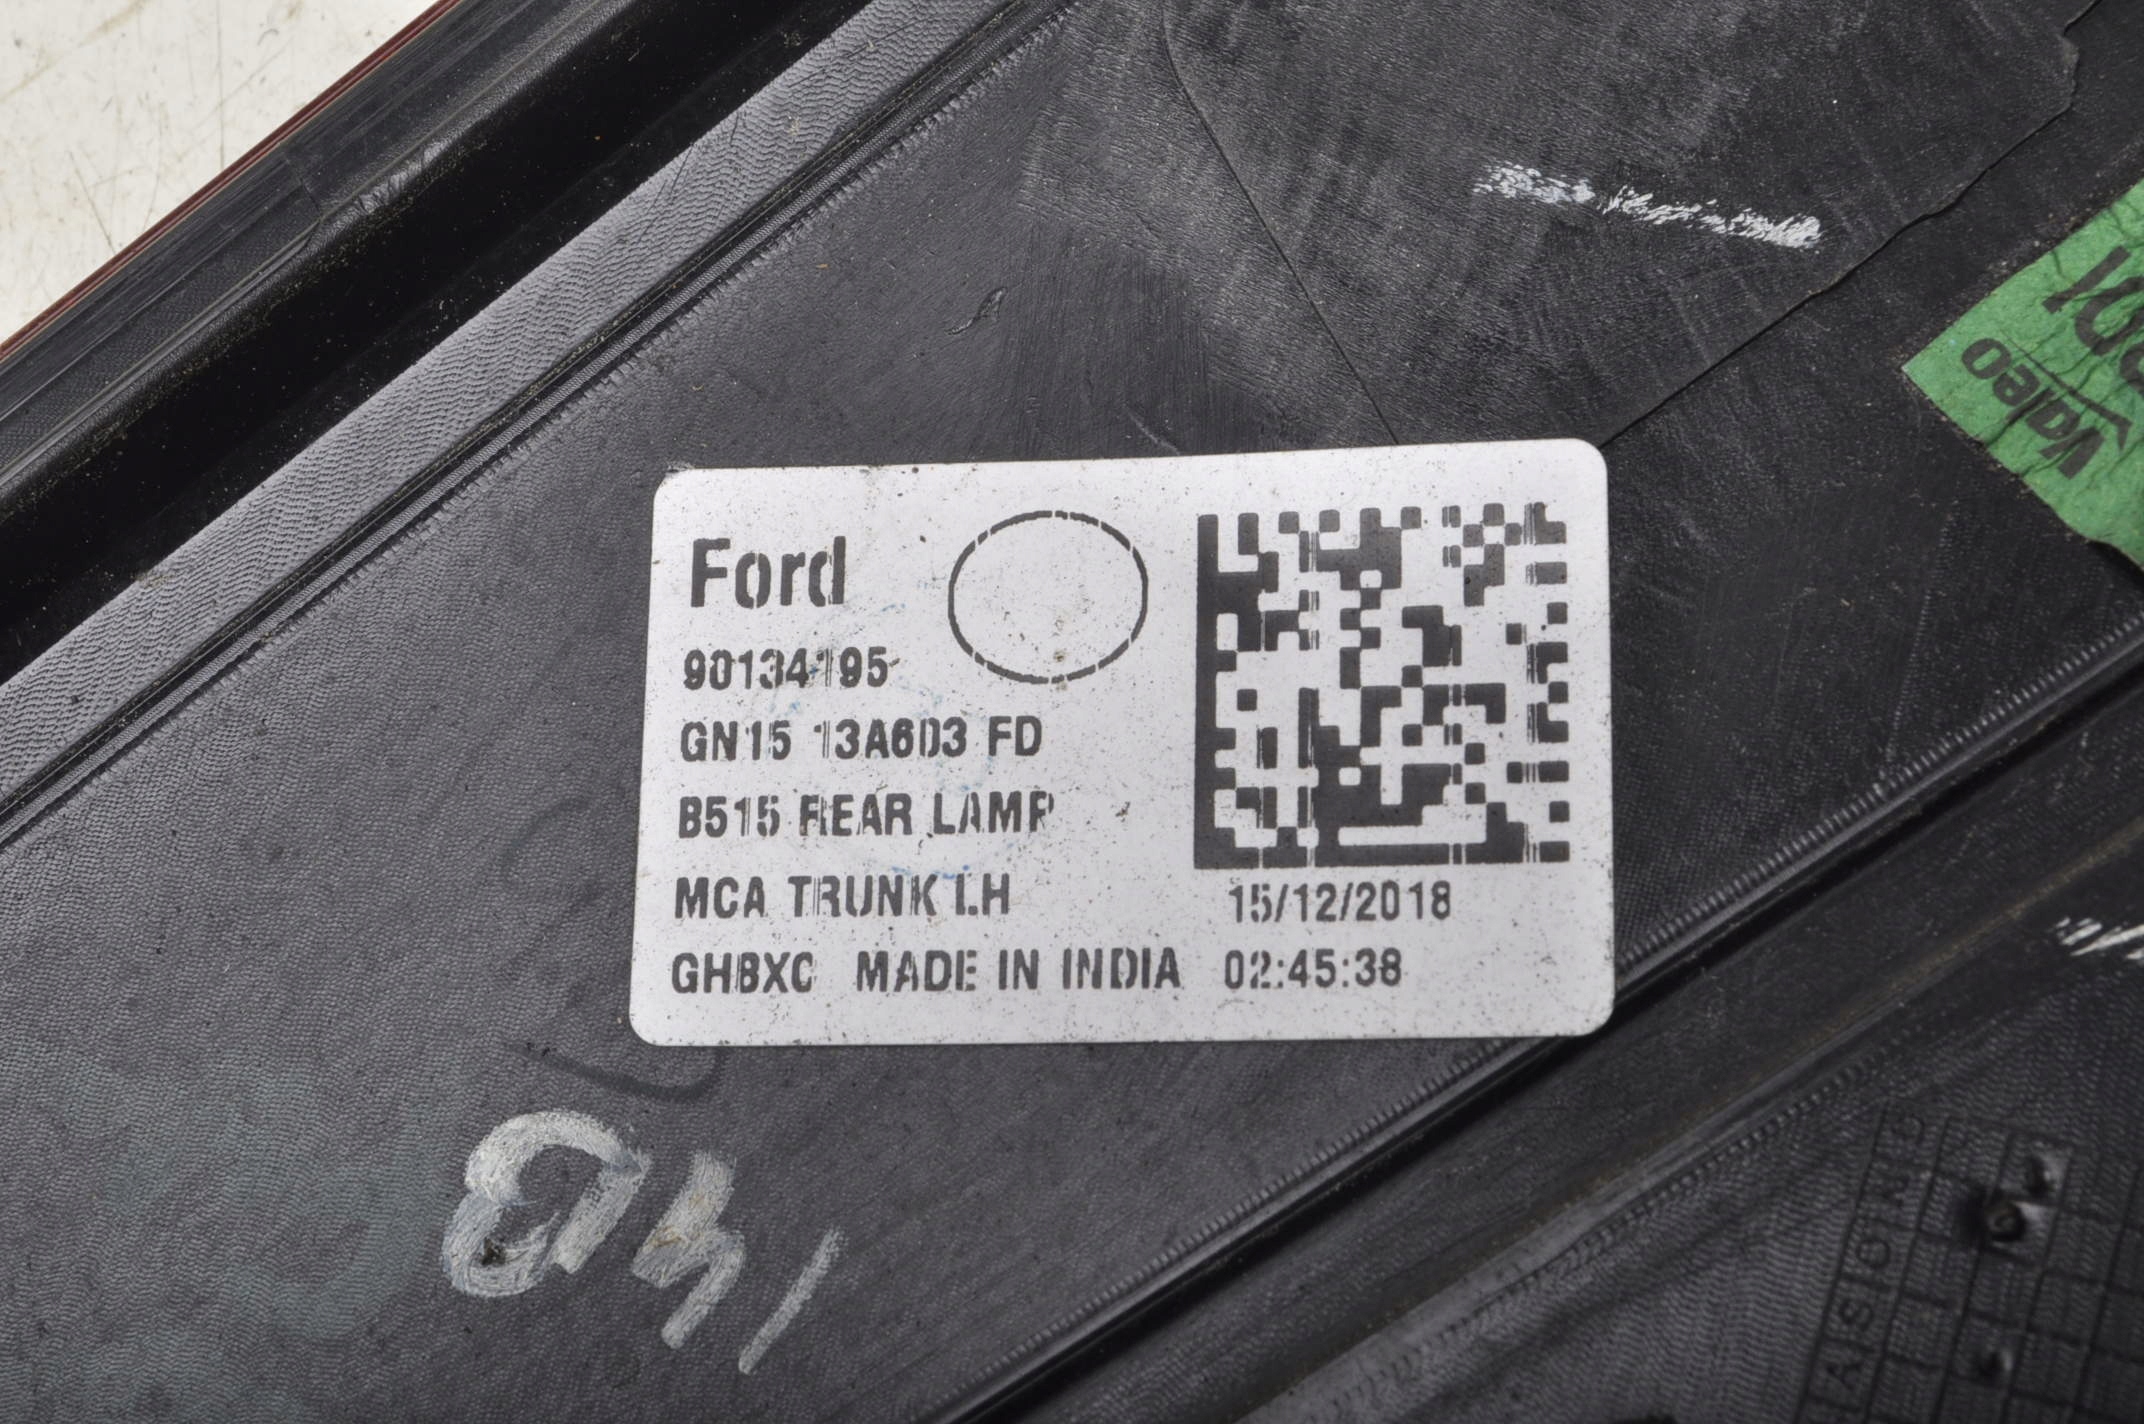 Ford
90134195
GN15 13A603 FD
B515 REAR LAMP
MCA TRUNK LH
15/12/2018
GHBXC MADE IN INDIA 02:45:38
Valeo